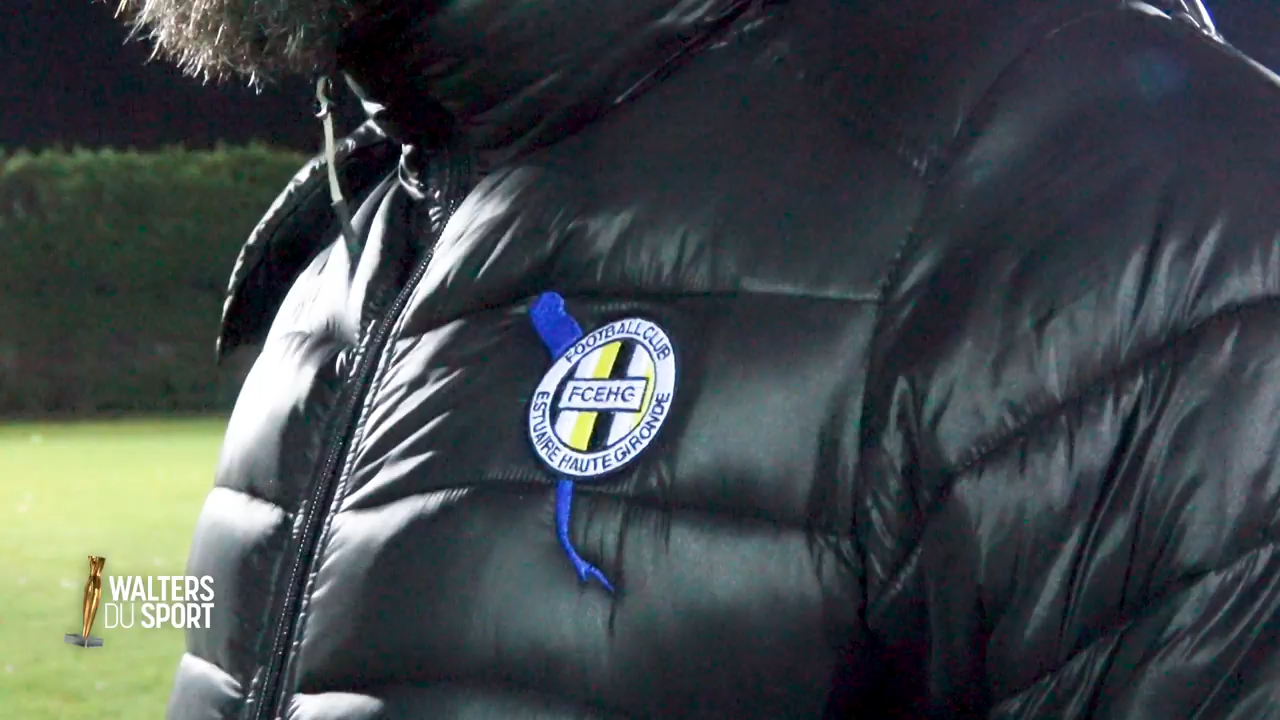 FOOTBALL CLUB
FCEHG
ESTUAIRE HAUTE GIRONDE
WALTERS
DU SPORT